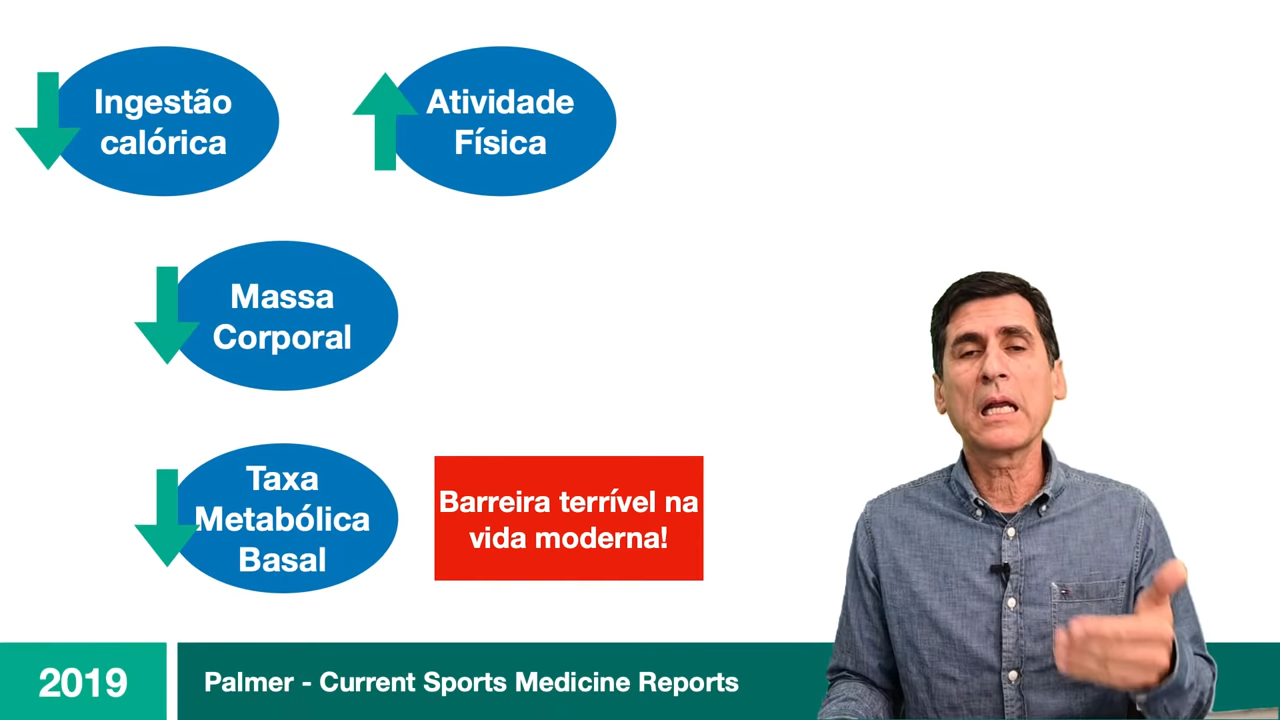 Ingestão
calórica
Atividade
Física
Massa
Corporal
Taxa
Metabólica
Basal
Barreira terrível na
vida moderna!
2019
Palmer - Current Sports Medicine Reports